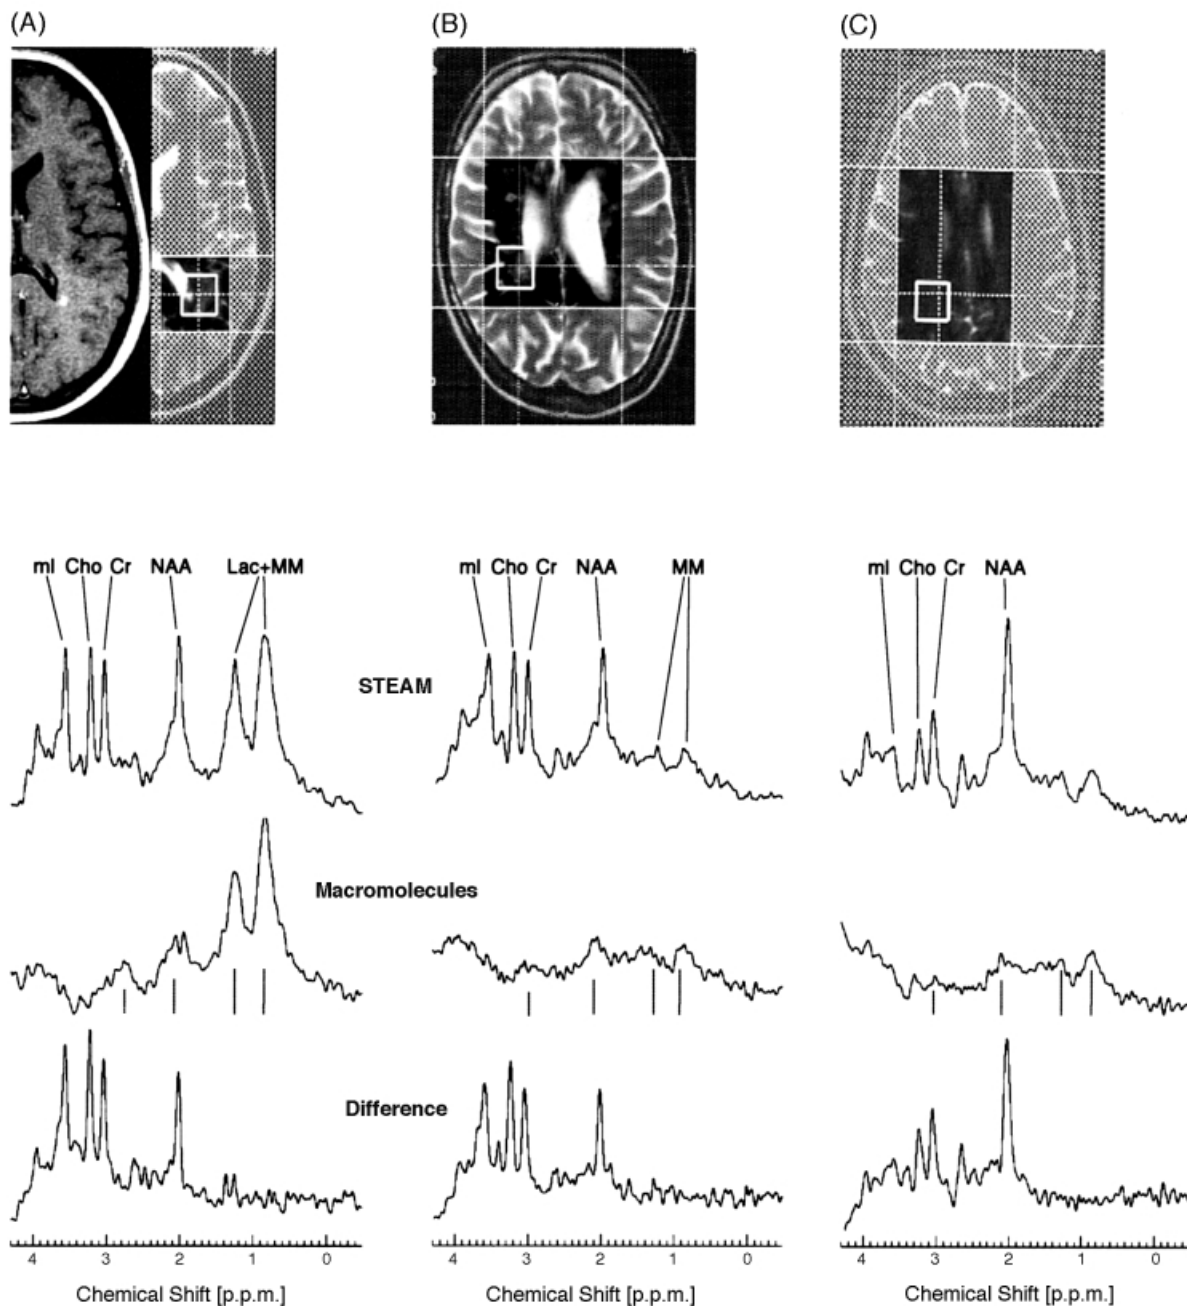 (A) (B) (C)
mI Cho Cr NAA Lac+MM
mI Cho Cr NAA MM
mI Cho Cr NAA
STEAM
Macromolecules
Difference
4 3 2 1 0
4 3 2 1 0
4 3 2 1 0
Chemical Shift [p.p.m.]
Chemical Shift [p.p.m.]
Chemical Shift [p.p.m.]